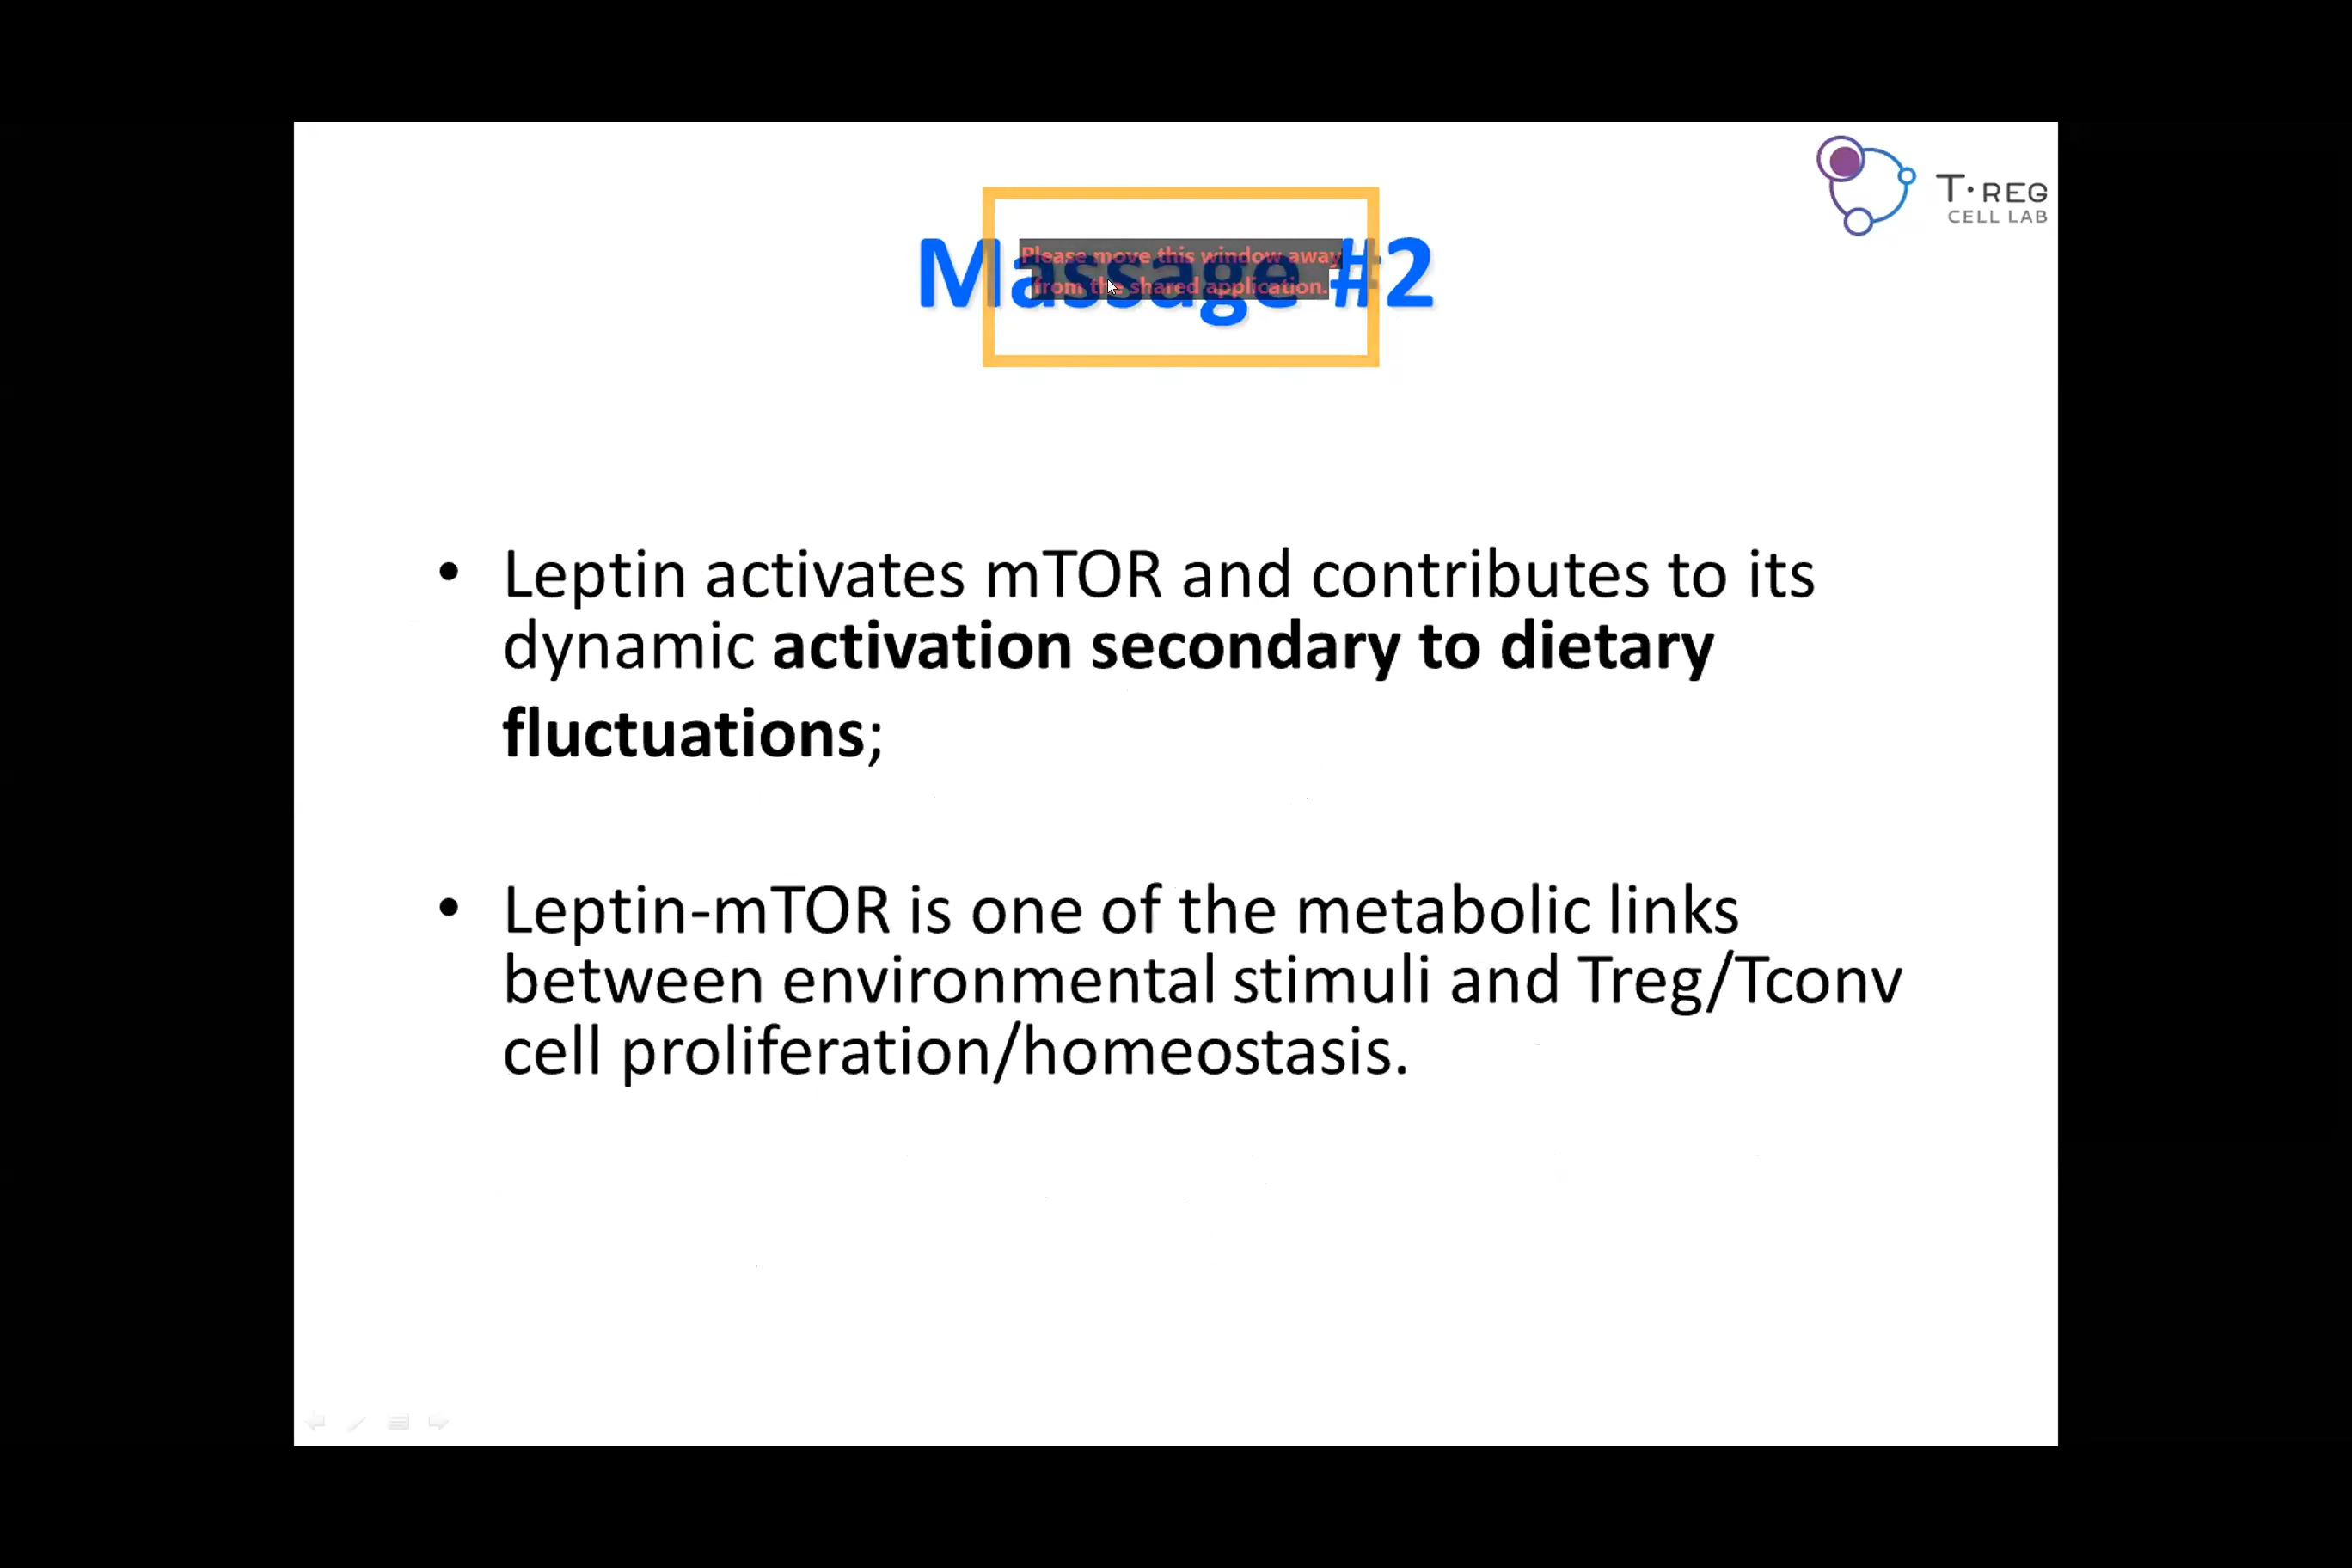 T·REG
CELL LAB
Massage #2
Please move this window away
from the shared application.
• Leptin activates mTOR and contributes to its
dynamic activation secondary to dietary
fluctuations;
• Leptin-mTOR is one of the metabolic links
between environmental stimuli and Treg/Tconv
cell proliferation/homeostasis.